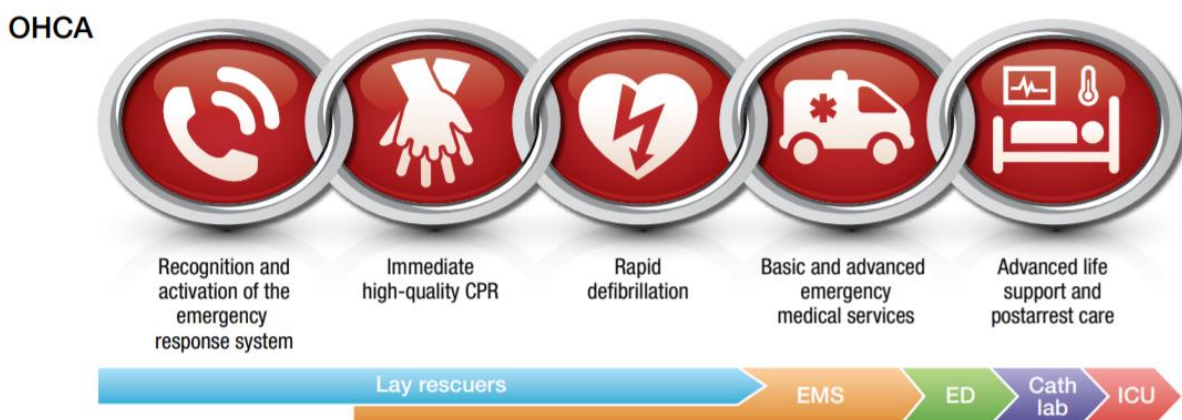 OHCA
Recognition and
activation of the
emergency
response system
Immediate
high-quality CPR
Rapid
defibrillation
Basic and advanced
emergency
medical services
Advanced life
support and
postarrest care
Lay rescuers
EMS
ED
Cath
lab
ICU